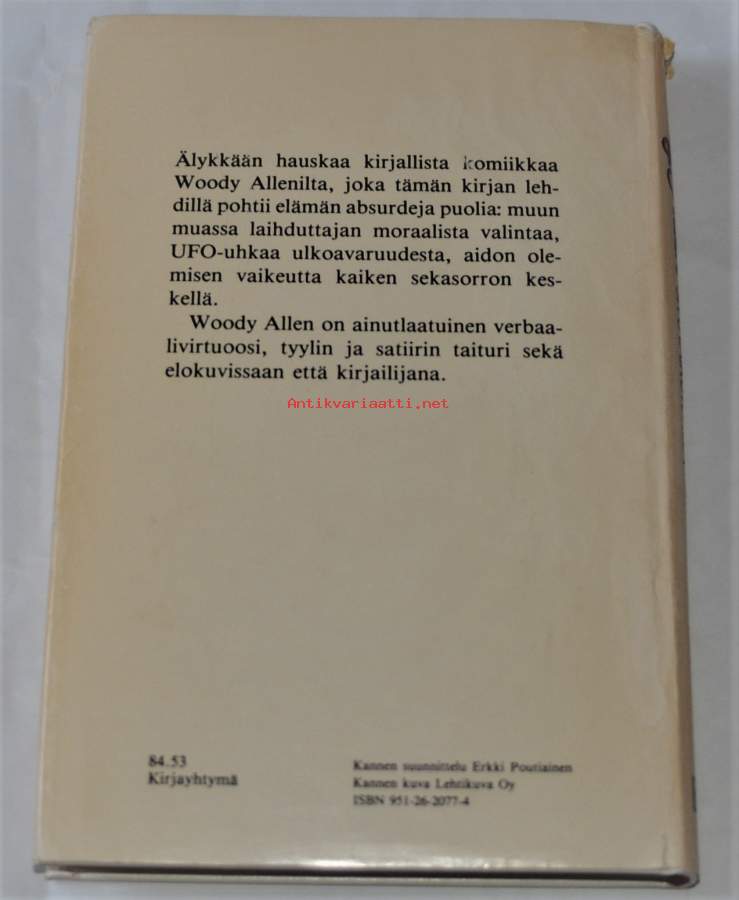 Älykkään hauskaa kirjallista komiikkaa
Woody Allenilta, joka tämän kirjan leh-
dillä pohtii elämän absurdeja puolia: muun
muassa laihduttajan moraalista valintaa,
UFO-uhkaa ulkoavaruudesta, aidon ole-
misen vaikeutta kaiken sekasorron kes-
kellä.
Woody Allen on ainutlaatuinen verbaa-
livirtuoosi, tyylin ja satiirin taituri sekä
elokuvissaan että kirjailijana.
Antikvariaatti.net
84.53
Kirjayhtymä
Kannen suunnittelu Erkki Poutiainen
Kannen kuva Lehtikuva Oy
ISBN 951-26-2077-4